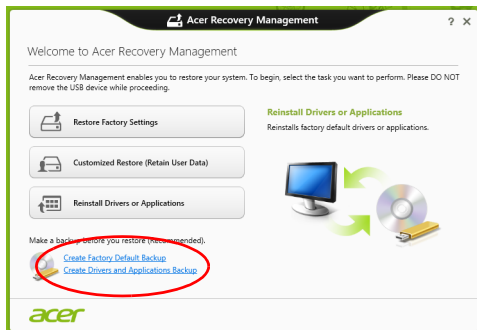 Acer Recovery Management
? X
Welcome to Acer Recovery Management
Acer Recovery Management enables you to restore your system. To begin, select the task you want to perform. Please DO NOT
remove the USB device while proceeding.
Restore Factory Settings
Customized Restore (Retain User Data)
Reinstall Drivers or Applications
Reinstall Drivers or Applications
Reinstalls factory default drivers or applications.
Make a backup before you restore (Recommended).
Create Factory Default Backup
Create Drivers and Applications Backup
acer